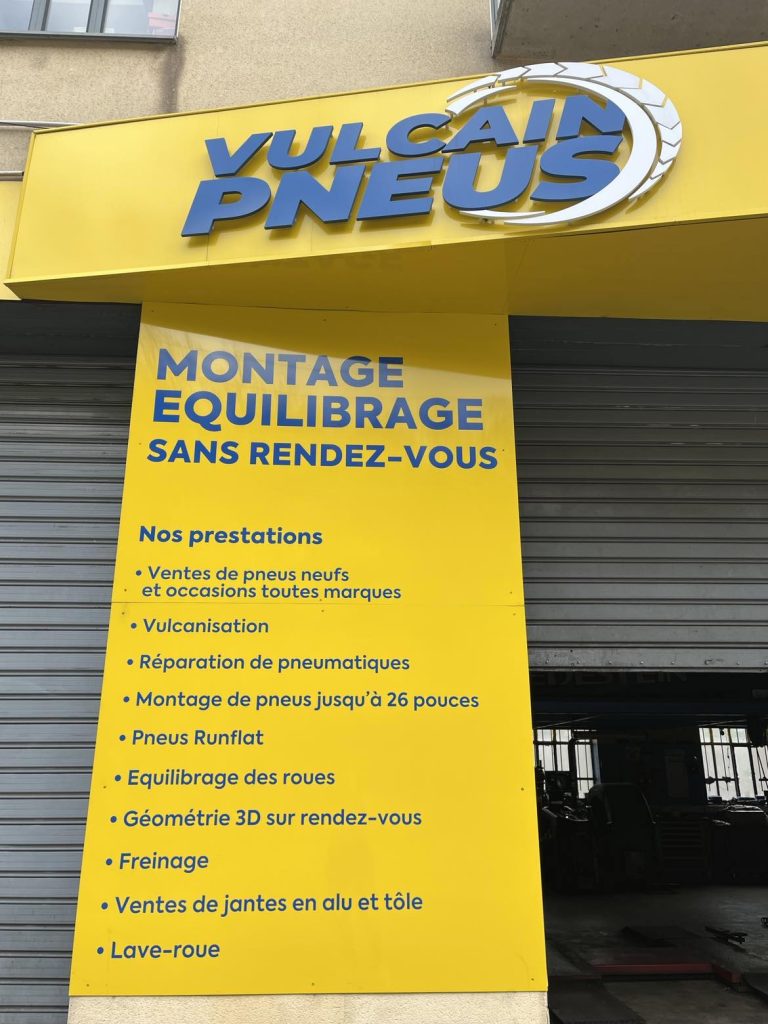 VULCAIN
PNEUS
MONTAGE
EQUILIBRAGE
SANS RENDEZ-VOUS
Nos prestations
• Ventes de pneus neufs
et occasions toutes marques
• Vulcanisation
• Réparation de pneumatiques
• Montage de pneus jusqu'à 26 pouces
• Pneus Runflat
• Equilibrage des roues
• Géométrie 3D sur rendez-vous
• Freinage
• Ventes de jantes en alu et tôle
• Lave-roue